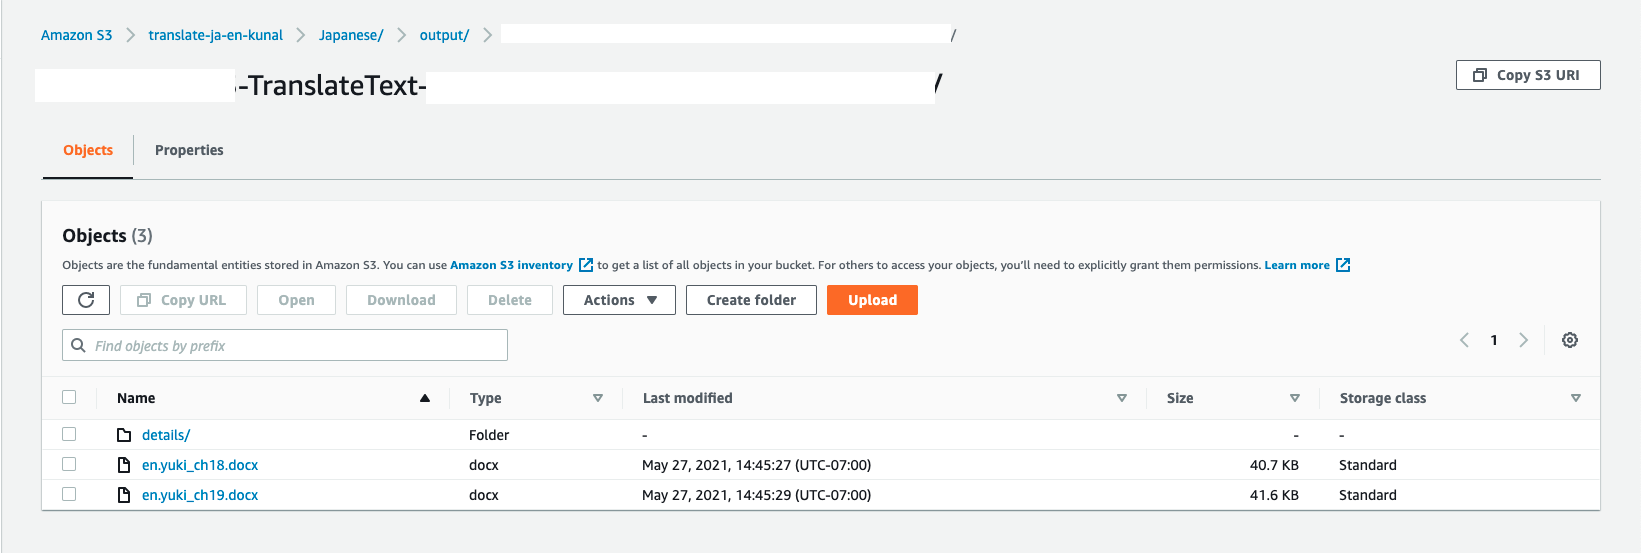 Amazon S3 > translate-ja-en-kunal > Japanese/ > output/ > /
-TranslateText- /
Copy S3 URI
Objects Properties
Objects (3)
Objects are the fundamental entities stored in Amazon S3. You can use Amazon S3 inventory to get a list of all objects in your bucket. For others to access your objects, you'll need to explicitly grant them permissions. Learn more
Copy URL Open Download Delete Actions Create folder Upload
Find objects by prefix
1
Name Type Last modified Size Storage class
details/ Folder - - -
en.yuki_ch18.docx docx May 27, 2021, 14:45:27 (UTC-07:00) 40.7 KB Standard
en.yuki_ch19.docx docx May 27, 2021, 14:45:29 (UTC-07:00) 41.6 KB Standard